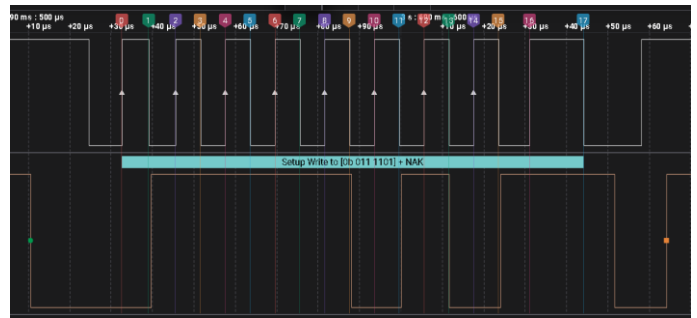 90 ms : 500 µs
0 1 2 3 4 5 6 7 8 9 10 11 15 16 17
+10 µs +20 µs +30 µs +40 µs +50 µs +60 µs +70 µs +80 µs +90 µs +10 µs +20 µs +30 µs +40 µs +50 µs +60 µs
Setup Write to [0b 011 1101] + NAK